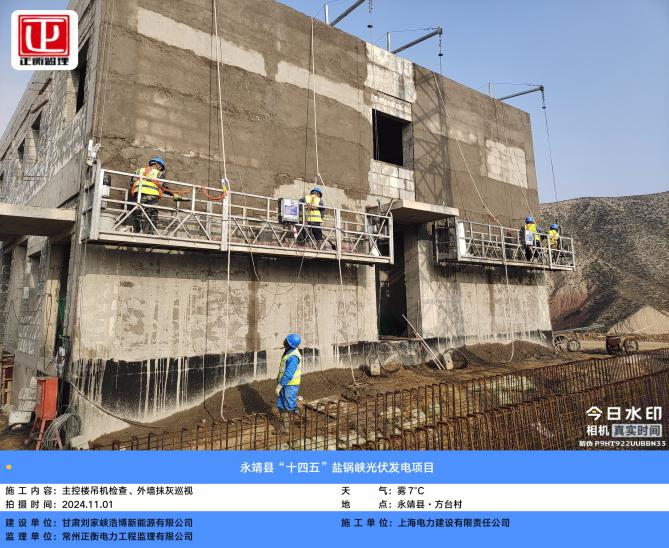 正
正衡监理
今日水印
相机 真实时间
防伪 P9HT922UUBBN33
永靖县“十四五”盐锅峡光伏发电项目
施工内容：主控楼吊机检查、外墙抹灰巡视
天　　气：雾 7℃
拍摄时间：2024.11.01
地　　点：永靖县·方台村
建设单位：甘肃刘家峡浩博新能源有限公司
施工单位：上海电力建设有限责任公司
监理单位：常州正衡电力工程监理有限公司